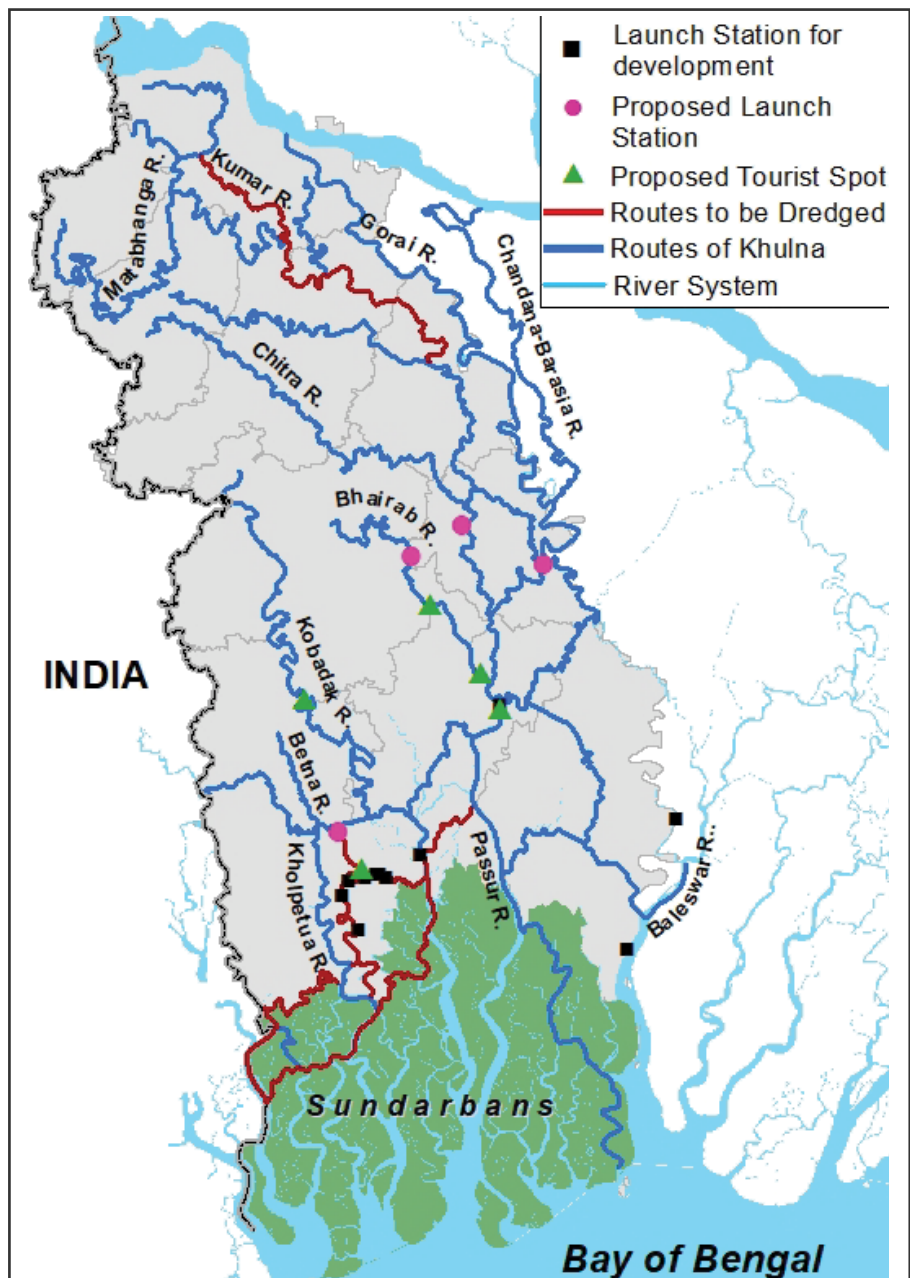 Launch Station for
development
Proposed Launch
Station
Proposed Tourist Spot
Routes to be Dredged
Routes of Khulna
River System
Kumar R.
Matabhanga R.
Gorai R.
Chandana-Barasia R.
Chitra R.
Bhairab R.
INDIA
Kobadak R.
Betna R.
Kholpetua R.
Passur R.
Baleswar R..
Sundarbans
Bay of Bengal